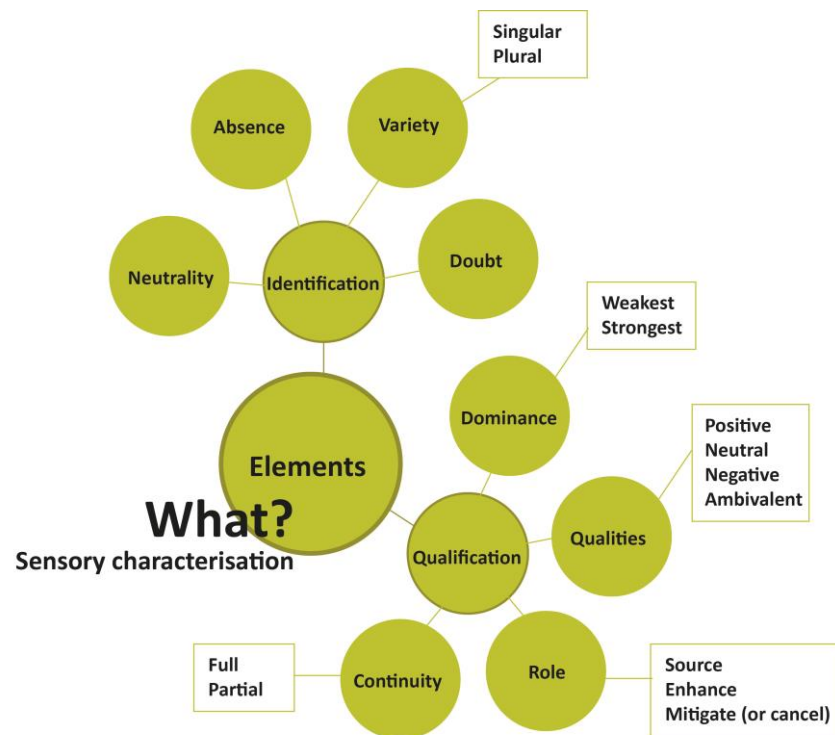 Singular
Plural
Absence
Variety
Neutrality
Identification
Doubt
Weakest
Strongest
Dominance
Elements
What?
Sensory characterisation
Positive
Neutral
Negative
Ambivalent
Qualification
Qualities
Full
Partial
Continuity
Role
Source
Enhance
Mitigate (or cancel)